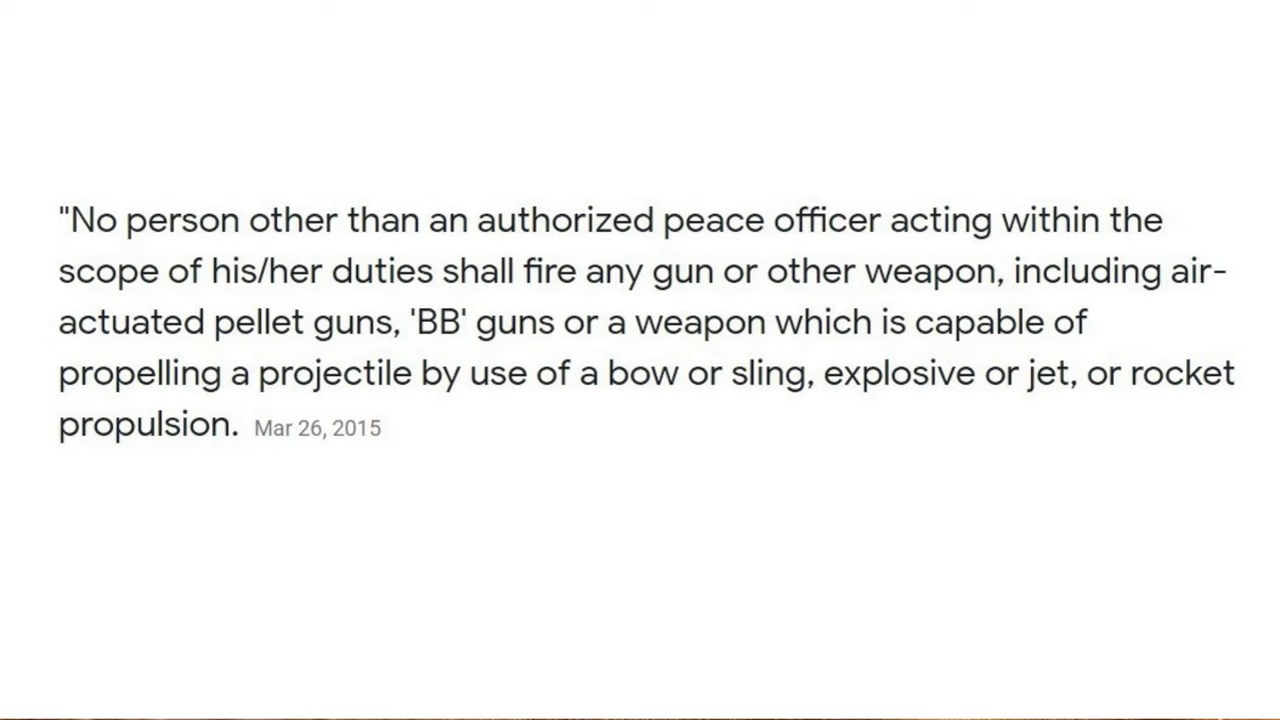 "No person other than an authorized peace officer acting within the
scope of his/her duties shall fire any gun or other weapon, including air-
actuated pellet guns, 'BB' guns or a weapon which is capable of
propelling a projectile by use of a bow or sling, explosive or jet, or rocket
propulsion. Mar 26, 2015